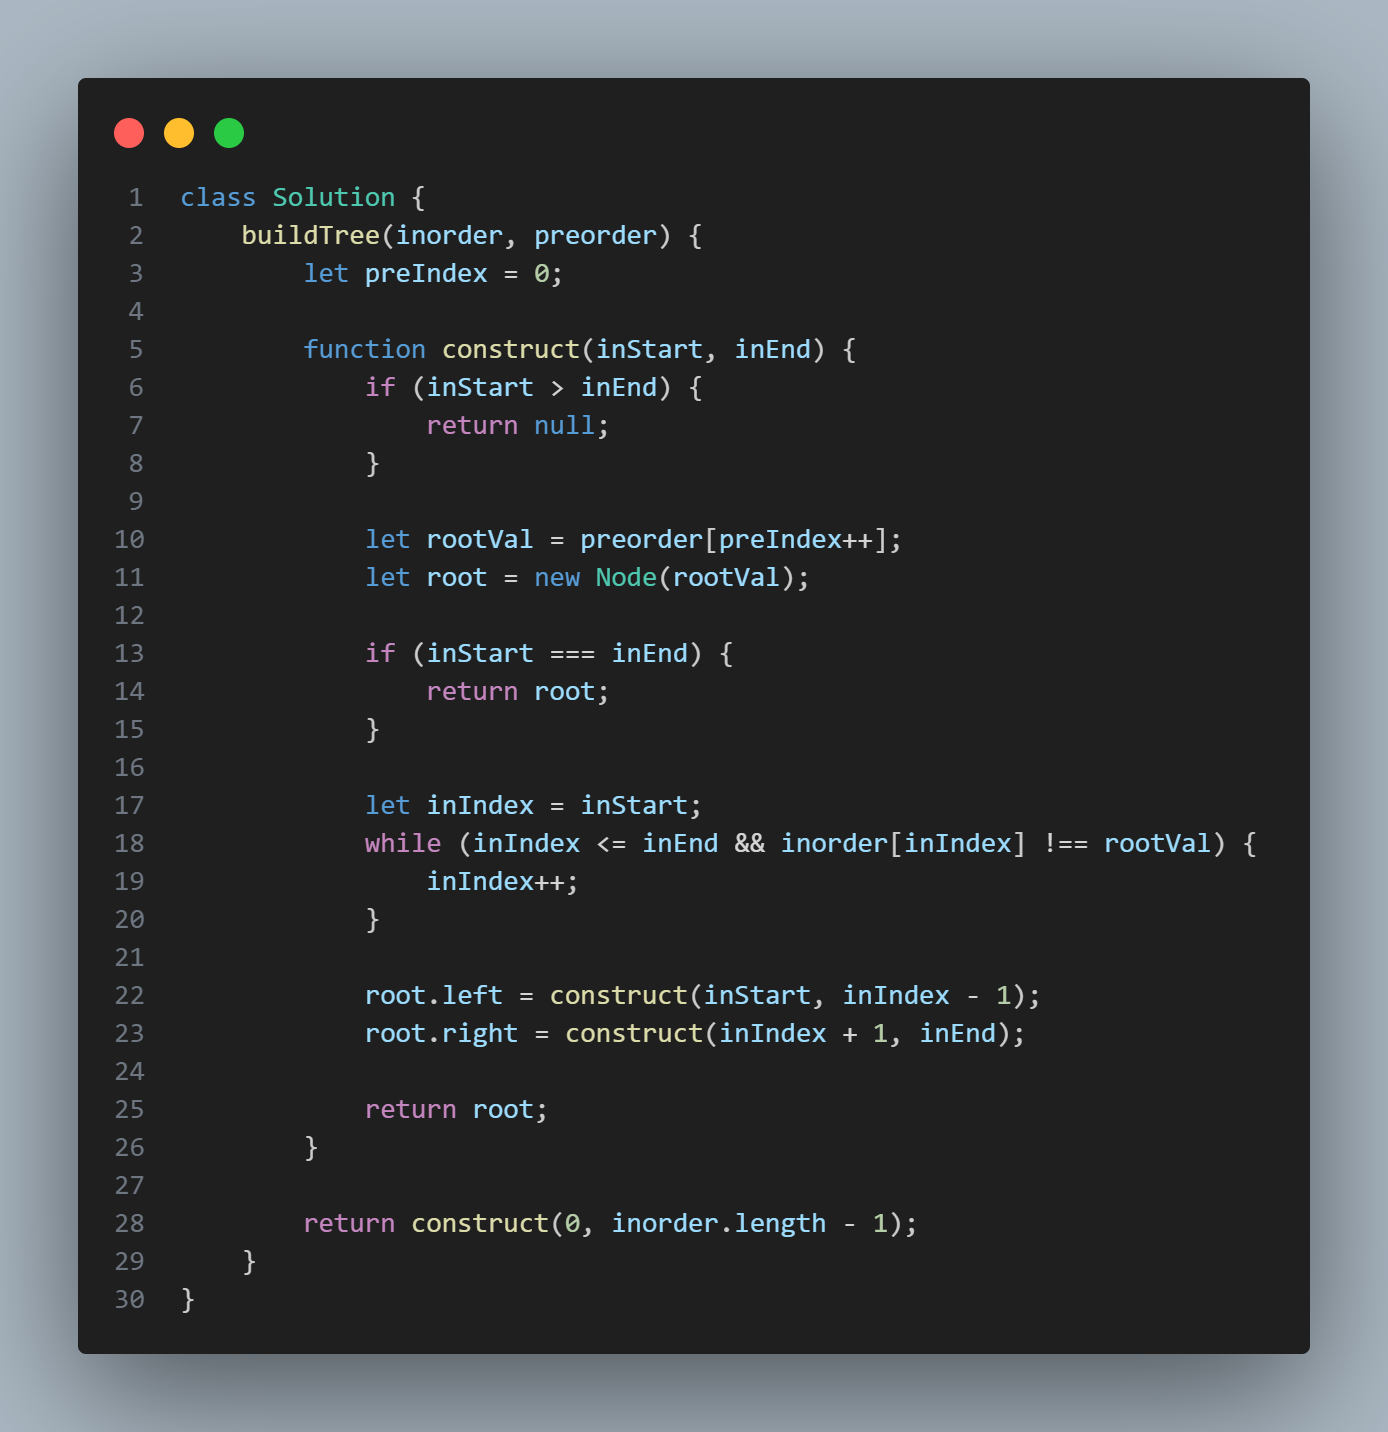 1 class Solution {
2     buildTree(inorder, preorder) {
3         let preIndex = 0;
4
5         function construct(inStart, inEnd) {
6             if (inStart > inEnd) {
7                 return null;
8             }
9
10             let rootVal = preorder[preIndex++];
11             let root = new Node(rootVal);
12
13             if (inStart === inEnd) {
14                 return root;
15             }
16
17             let inIndex = inStart;
18             while (inIndex <= inEnd && inorder[inIndex] !== rootVal) {
19                 inIndex++;
20             }
21
22             root.left = construct(inStart, inIndex - 1);
23             root.right = construct(inIndex + 1, inEnd);
24
25             return root;
26         }
27
28         return construct(0, inorder.length - 1);
29     }
30 }